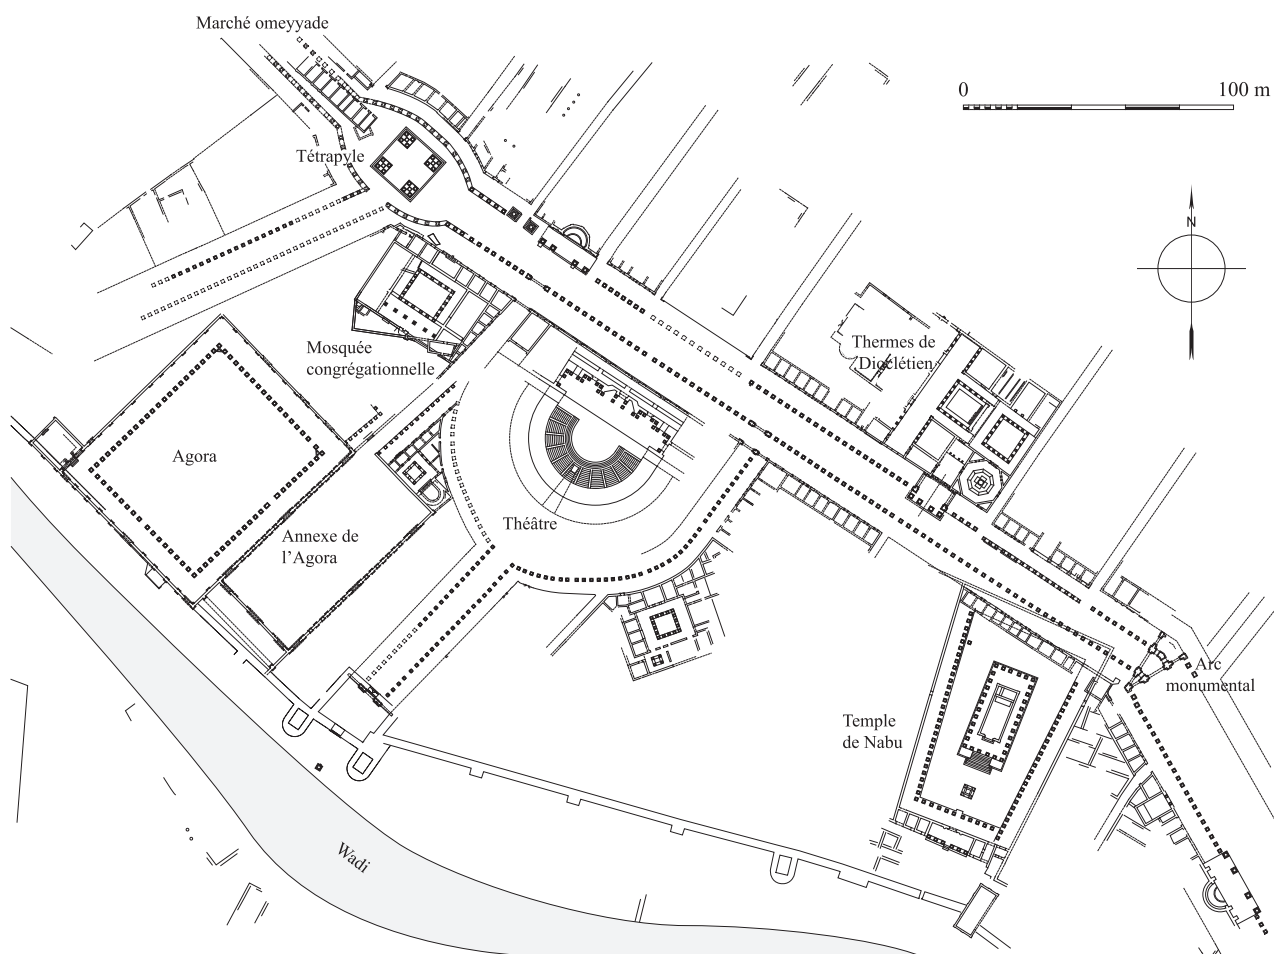 Marché omeyyade
0
100 m
Tétrapyle
N
Thermes de
Dioclétien
Mosquée
congrégationnelle
Agora
Théâtre
Annexe de
l’Agora
Arc
monumental
Temple
de Nabu
Wadi